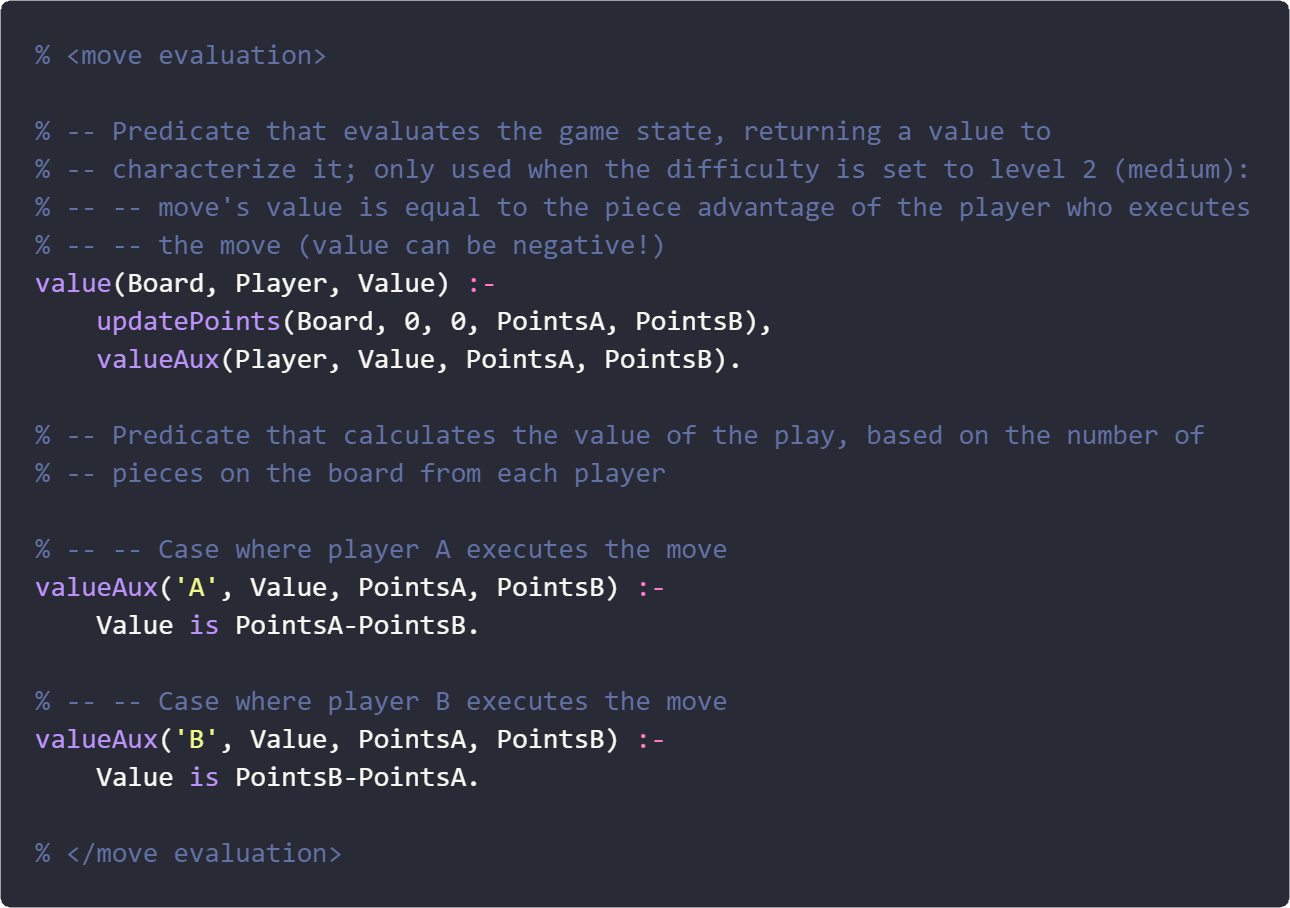 % <move evaluation>

% -- Predicate that evaluates the game state, returning a value to
% -- characterize it; only used when the difficulty is set to level 2 (medium):
% -- -- move's value is equal to the piece advantage of the player who executes
% -- -- the move (value can be negative!)
value(Board, Player, Value) :-
    updatePoints(Board, 0, 0, PointsA, PointsB),
    valueAux(Player, Value, PointsA, PointsB).

% -- Predicate that calculates the value of the play, based on the number of
% -- pieces on the board from each player

% -- -- Case where player A executes the move
valueAux('A', Value, PointsA, PointsB) :-
    Value is PointsA-PointsB.

% -- -- Case where player B executes the move
valueAux('B', Value, PointsA, PointsB) :-
    Value is PointsB-PointsA.

% </move evaluation>